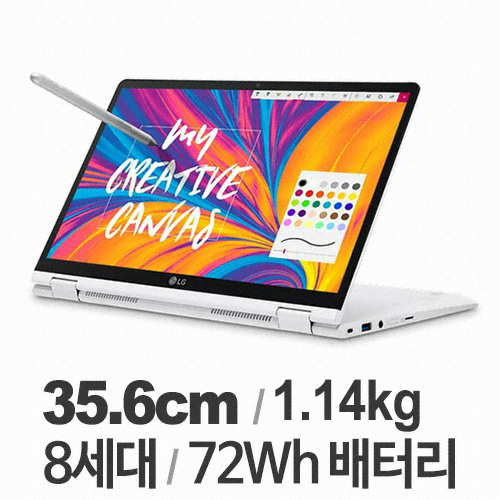 MY
CREATIVE
CANVAS
LG
35.6cm / 1.14kg
8세대 / 72Wh 배터리